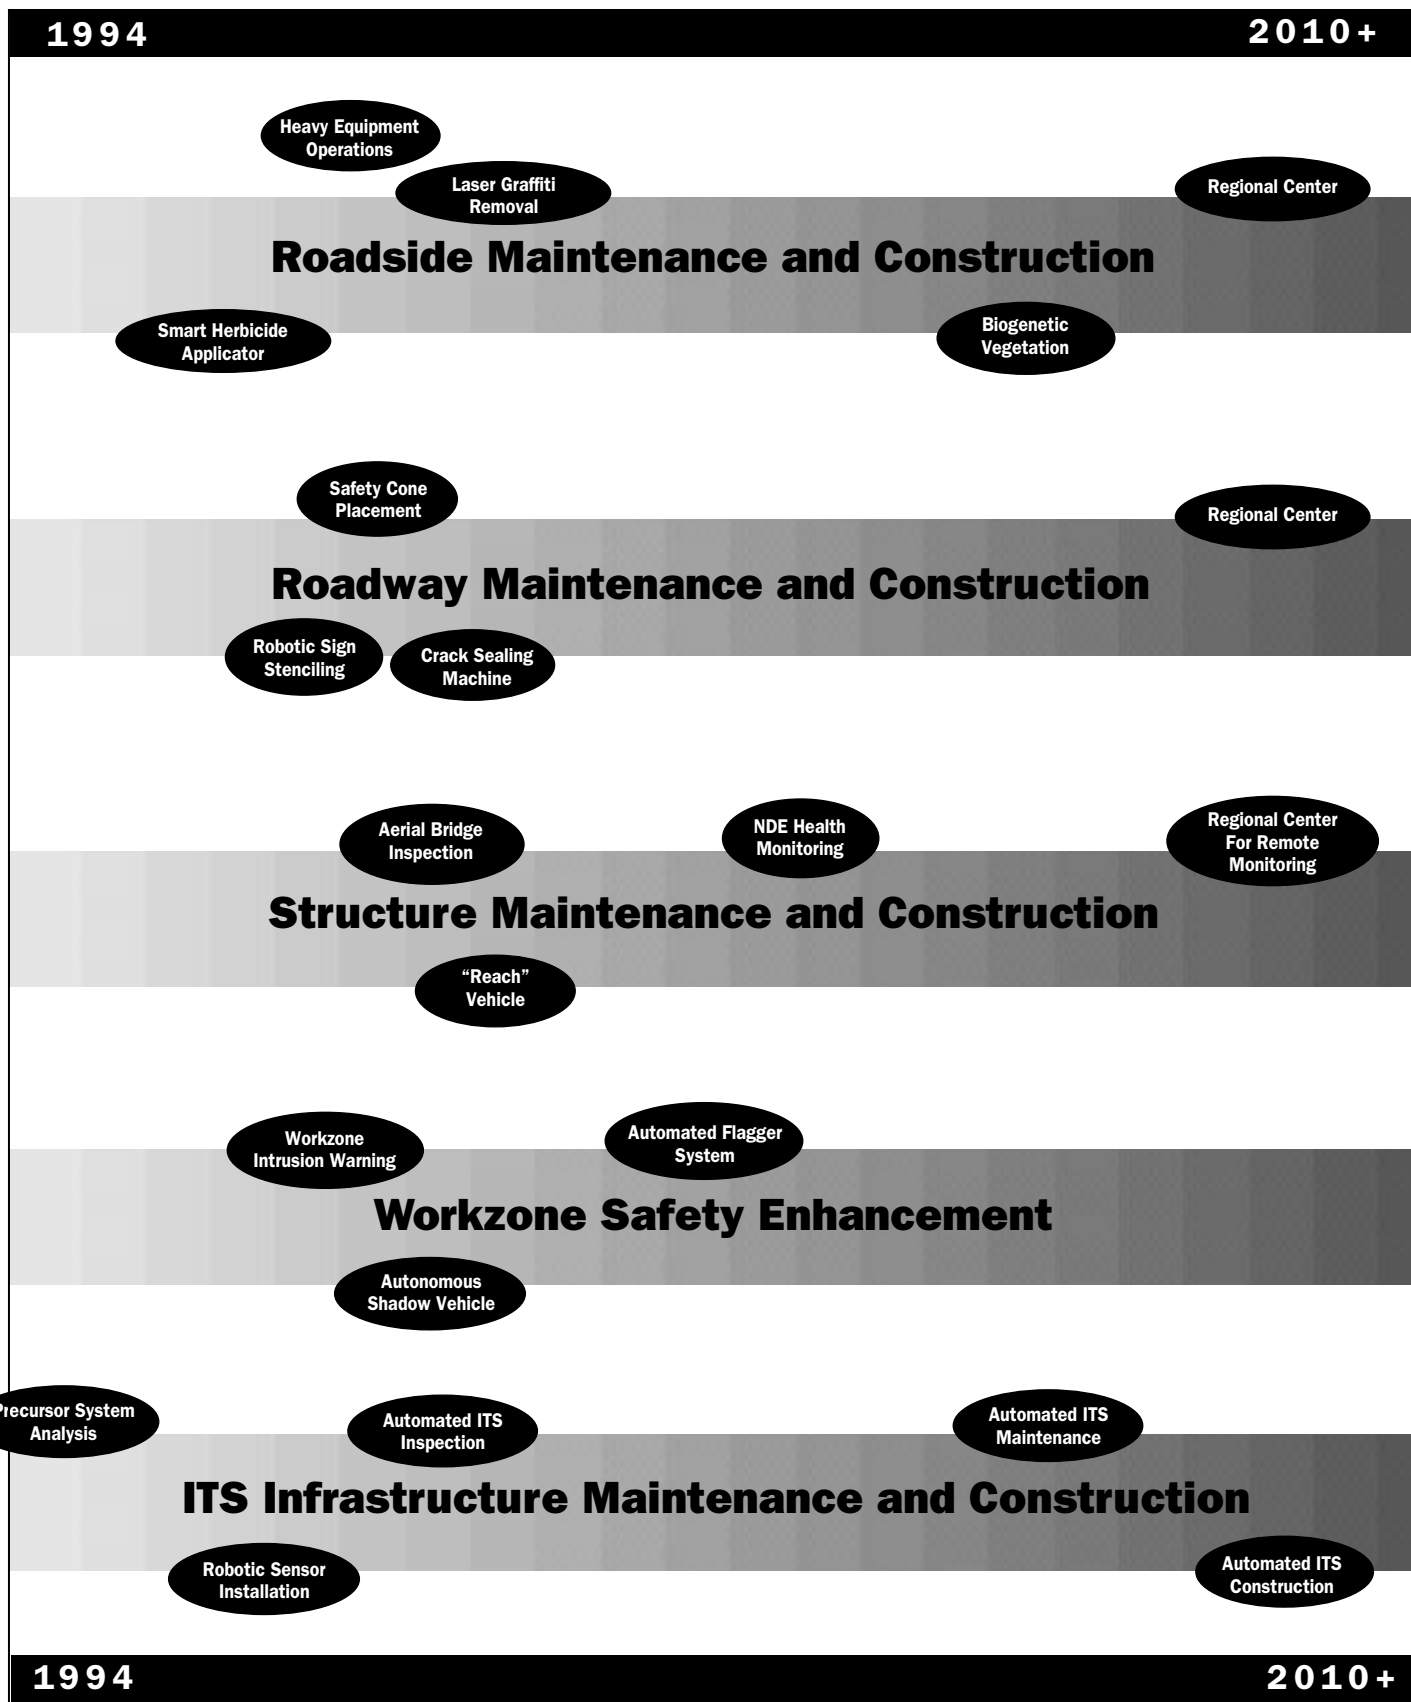 1994
2010+
Heavy Equipment
Operations
Laser Graffiti
Removal
Regional Center
Roadside Maintenance and Construction
Smart Herbicide
Applicator
Biogenetic
Vegetation
Safety Cone
Placement
Regional Center
Roadway Maintenance and Construction
Robotic Sign
Stenciling
Crack Sealing
Machine
Aerial Bridge
Inspection
NDE Health
Monitoring
Regional Center
For Remote
Monitoring
Structure Maintenance and Construction
“Reach”
Vehicle
Workzone
Intrusion Warning
Automated Flagger
System
Workzone Safety Enhancement
Autonomous
Shadow Vehicle
Precursor System
Analysis
Automated ITS
Inspection
Automated ITS
Maintenance
ITS Infrastructure Maintenance and Construction
Robotic Sensor
Installation
Automated ITS
Construction
1994
2010+